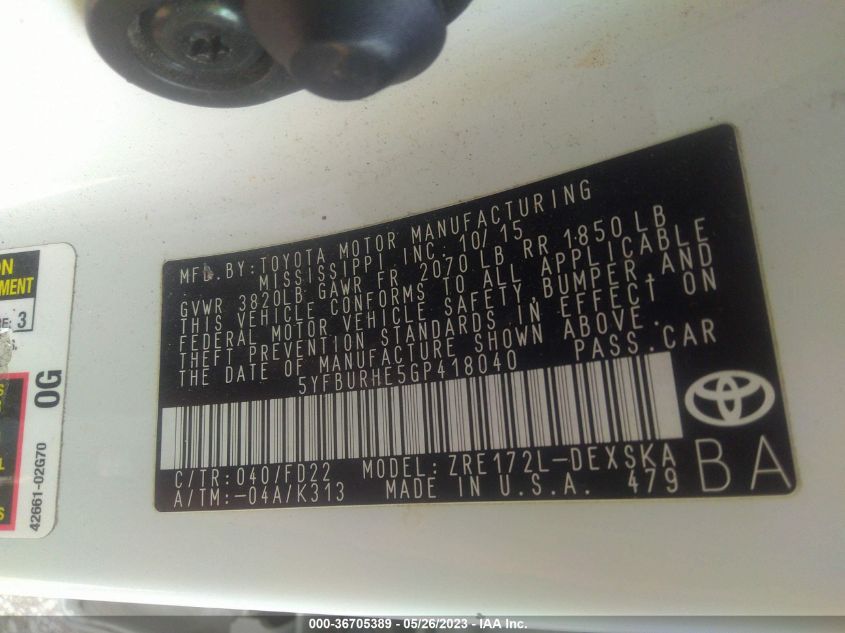 MFD. BY: TOYOTA MOTOR MANUFACTURING
MISSISSIPPI INC. 10/15
GVWR 3820LB GAWR FR 2070 LB RR 1850 LB
THIS VEHICLE CONFORMS TO ALL APPLICABLE
FEDERAL MOTOR VEHICLE SAFETY, BUMPER, AND
THEFT PREVENTION STANDARDS IN EFFECT ON
THE DATE OF MANUFACTURE SHOWN ABOVE.
5YFBURHE5GP418040 PASS. CAR
C/TR: 040/FD22 MODEL: ZRE172L-DEXSKA
A/TM: -04A/K313 MADE IN U.S.A. 479
BA
3
0G
42661-02G70
000-36705389 - 05/26/2023 - IAA Inc.